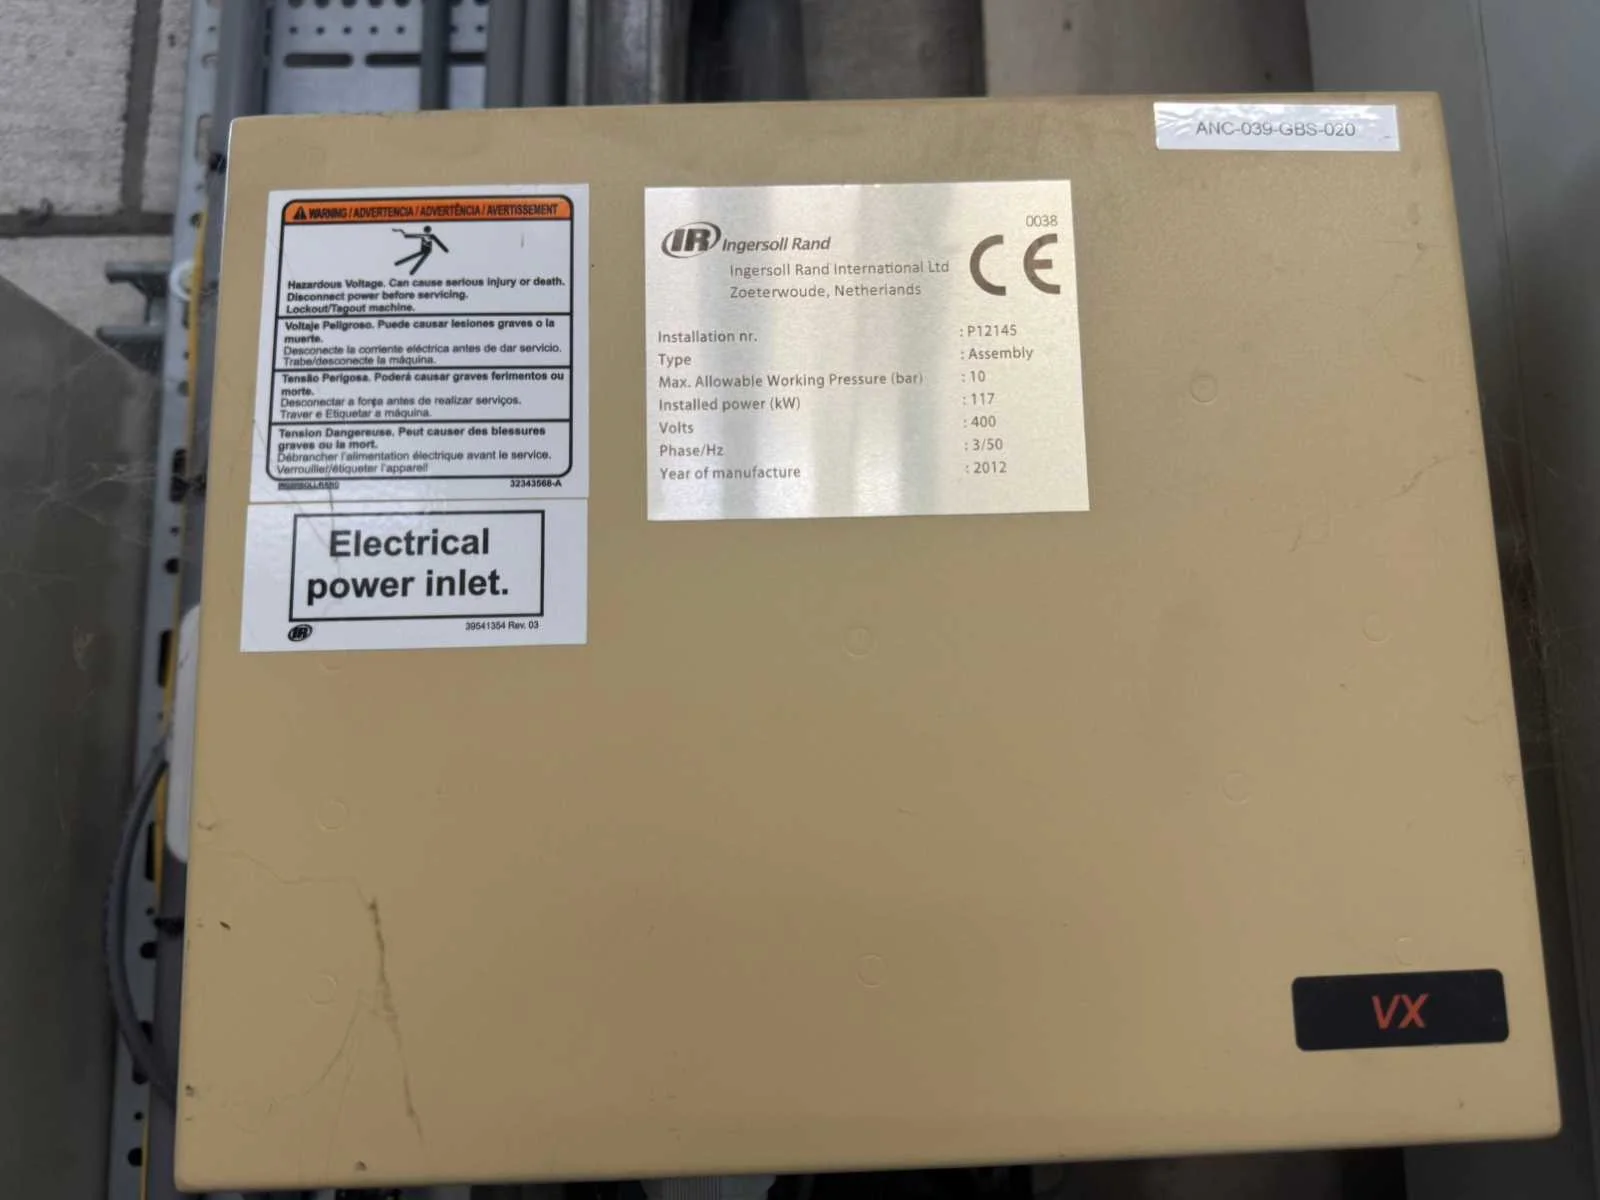 ANC-039-GBS-020
WARNING / ADVERTENCIA / ADVERTÊNCIA / AVERTISSEMENT
Hazardous Voltage. Can cause serious injury or death.
Disconnect power before servicing.
Lockout/Tagout machine.
Voltaje Peligroso. Puede causar lesiones graves o la
muerte.
Desconecte la corriente eléctrica antes de dar servicio.
Trabe/desconecte la máquina.
Tensão Perigosa. Poderá causar graves ferimentos ou
morte.
Desconectar a força antes de realizar serviços.
Traver e Etiquetar a máquina.
Tension Dangereuse. Peut causer des blessures
graves ou la mort.
Débrancher l'alimentation électrique avant le service.
Verrouiller/étiqueter l'appareil
INGERSOLL-RAND 32343568-A
Electrical
power inlet.
IR 39541354 Rev. 03
0038
IR Ingersoll Rand CE
Ingersoll Rand International Ltd
Zoeterwoude, Netherlands
Installation nr. : P12145
Type : Assembly
Max. Allowable Working Pressure (bar) : 10
Installed power (kW) : 117
Volts : 400
Phase/Hz : 3/50
Year of manufacture : 2012
VX